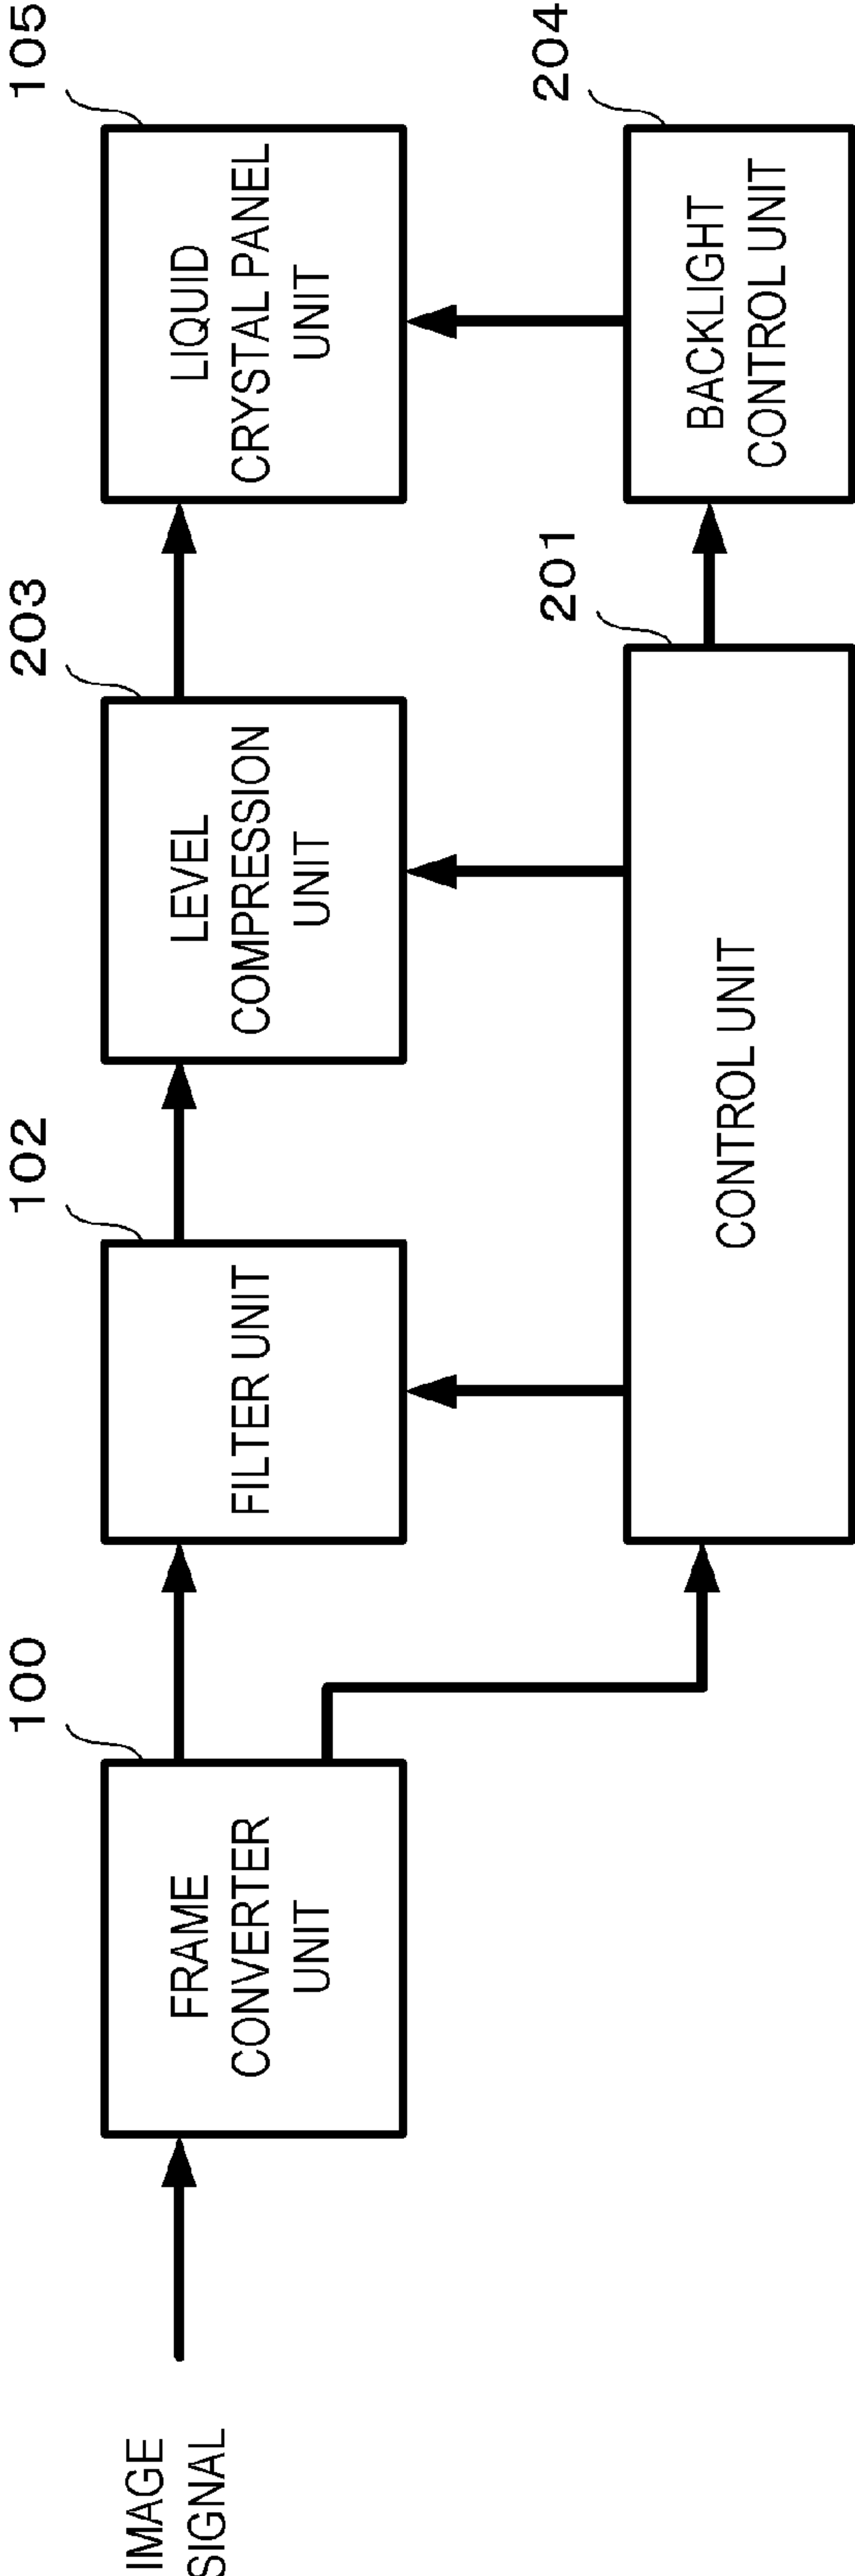 IMAGE
SIGNAL
100
FRAME
CONVERTER
UNIT
102
FILTER UNIT
203
LEVEL
COMPRESSION
UNIT
105
LIQUID
CRYSTAL PANEL
UNIT
201
CONTROL UNIT
204
BACKLIGHT
CONTROL UNIT